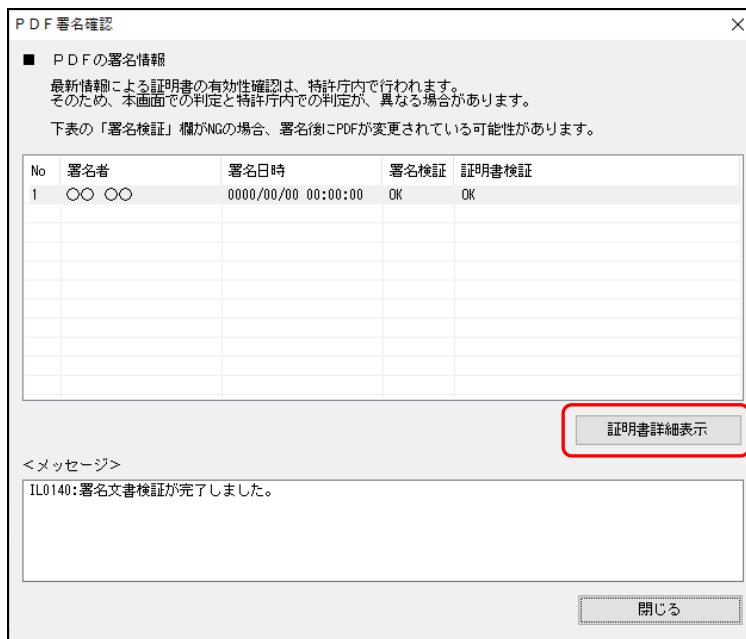 ＰＤＦ署名確認
■ ＰＤＦの署名情報
最新情報による証明書の有効性確認は、特許庁内で行われます。
そのため、本画面での判定と特許庁内での判定が、異なる場合があります。
下表の「署名検証」欄がNGの場合、署名後にPDFが変更されている可能性があります。
No 署名者 署名日時 署名検証 証明書検証
1 〇〇 〇〇 0000/00/00 00:00:00 OK OK
証明書詳細表示
＜メッセージ＞
IL0140:署名文書検証が完了しました。
閉じる